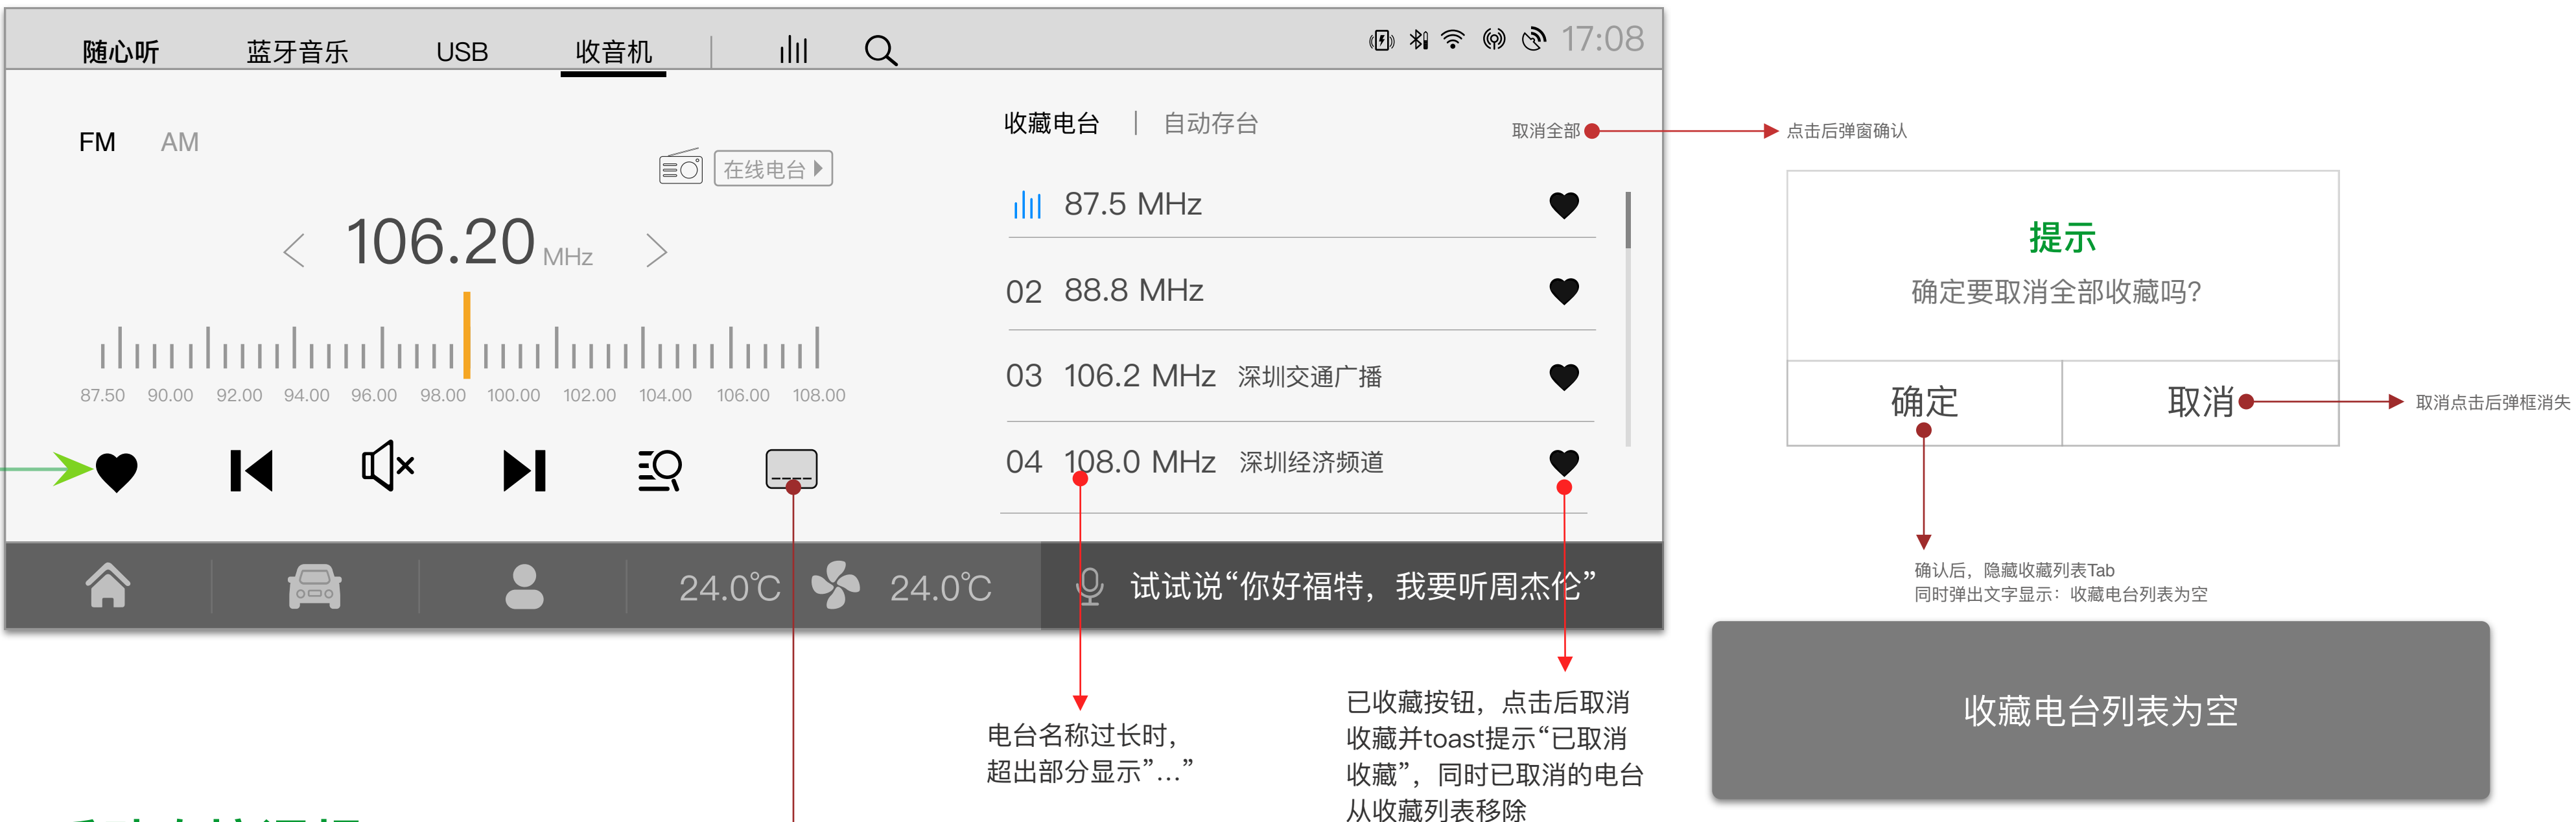 随心听 蓝牙音乐 USB 收音机 17:08
FM AM
在线电台
106.20 MHz
87.50 90.00 92.00 94.00 96.00 98.00 100.00 102.00 104.00 106.00 108.00
收藏电台 | 自动存台 取消全部
87.5 MHz
02 88.8 MHz
03 106.2 MHz 深圳交通广播
04 108.0 MHz 深圳经济频道
24.0℃ 24.0℃ 试试说“你好福特，我要听周杰伦”
点击后弹窗确认
提示
确定要取消全部收藏吗？
确定 取消
取消点击后弹框消失
确认后，隐藏收藏列表Tab
同时弹出文字显示：收藏电台列表为空
收藏电台列表为空
电台名称过长时，
超出部分显示”...”
已收藏按钮，点击后取消
收藏并toast提示“已取消
收藏”，同时已取消的电台
从收藏列表移除